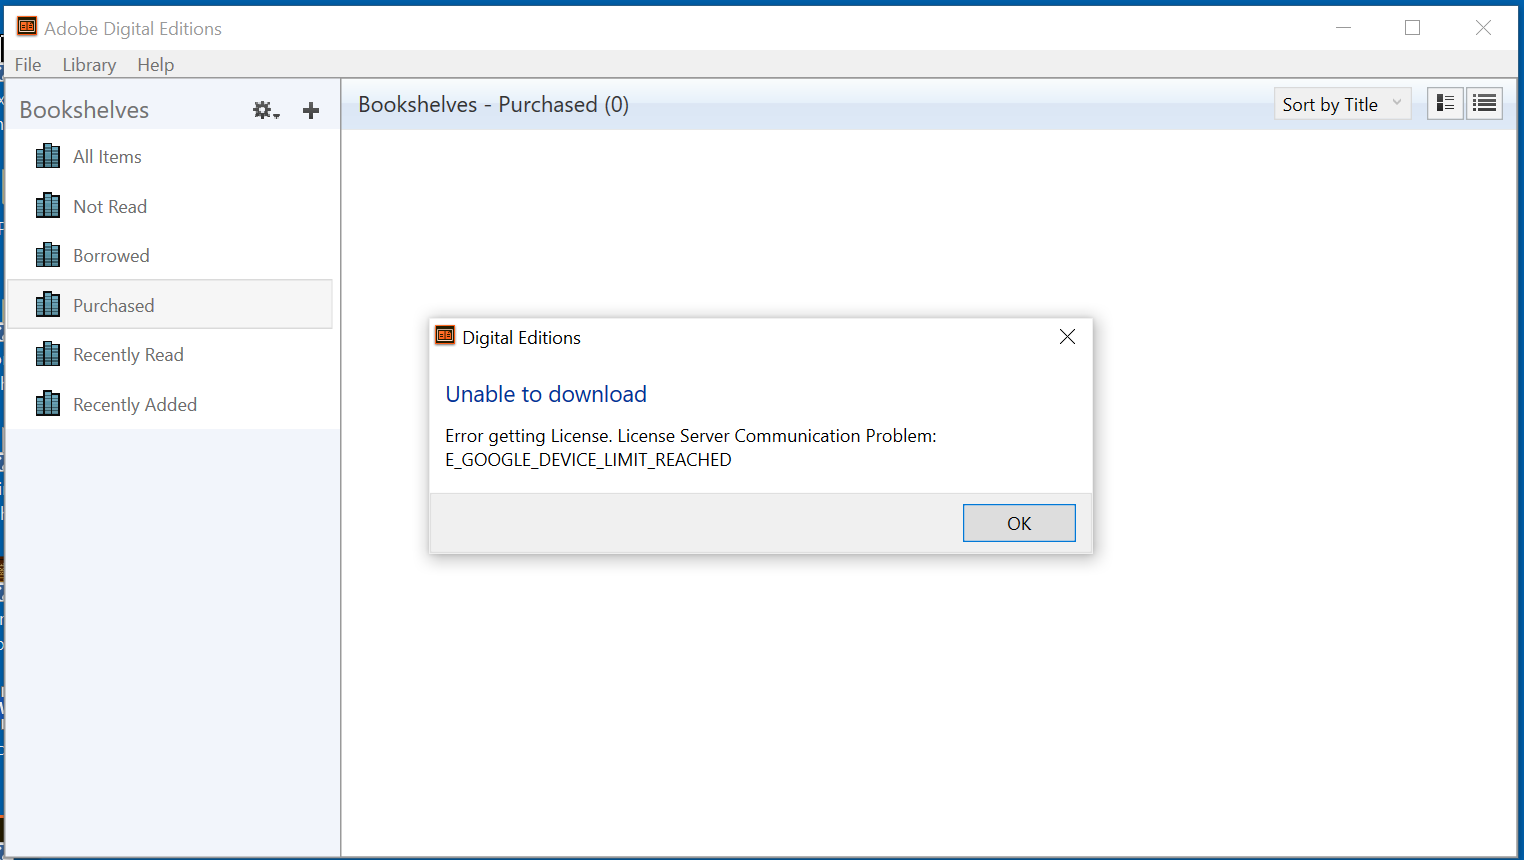 Adobe Digital Editions
File Library Help
Bookshelves
Bookshelves - Purchased (0)
Sort by Title
All Items
Not Read
Borrowed
Purchased
Recently Read
Recently Added
Digital Editions
Unable to download
Error getting License. License Server Communication Problem:
E_GOOGLE_DEVICE_LIMIT_REACHED
OK